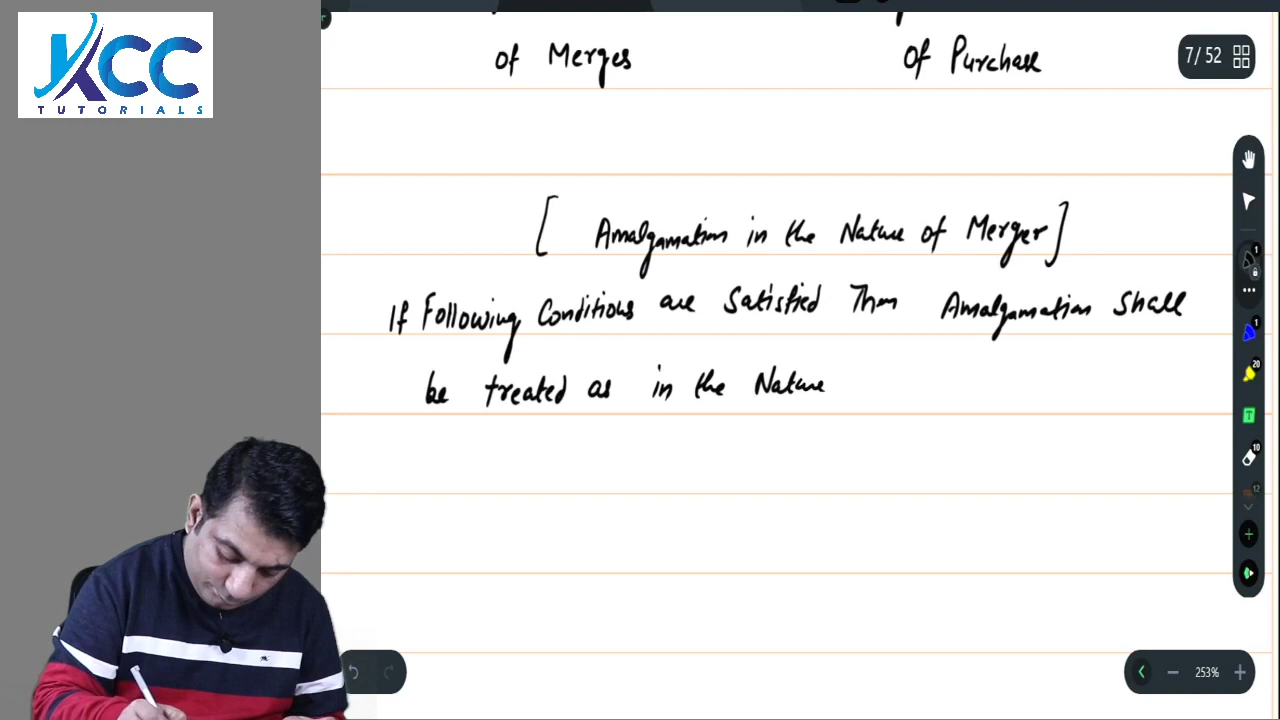 KCC
TUTORIALS
of Merges
of Purchase
7/ 52
[ Amalgamation in the Nature of Merger]
If Following Conditions are Satisfied Then Amalgamation Shall
be treated as in the Nature
253%